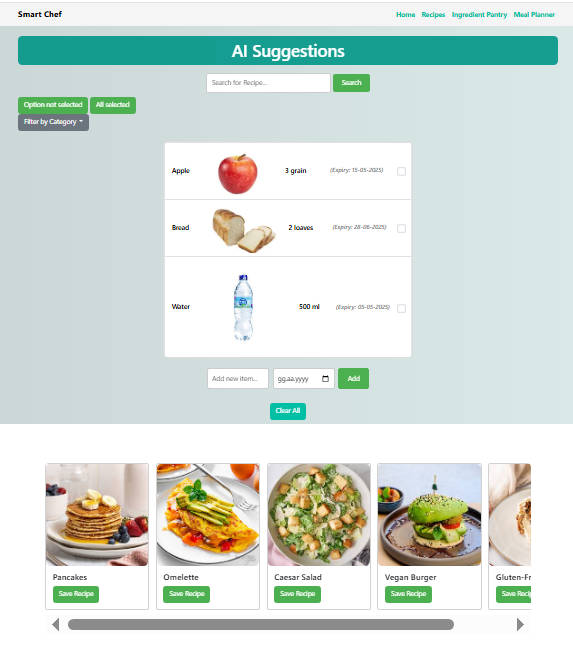 Smart Chef
Home Recipes Ingredient Pantry Meal Planner
AI Suggestions
Search for Recipe... Search
Option not selected All selected
Filter by Category
Apple 3 grain (Expiry: 15-05-2025)
Bread 2 loaves (Expiry: 28-06-2025)
Water 500 ml (Expiry: 05-05-2025)
Add new item... gg.aa.yyyy Add
Clear All
Pancakes Omelette Caesar Salad Vegan Burger Gluten-Fr
Save Recipe Save Recipe Save Recipe Save Recipe Save Recip